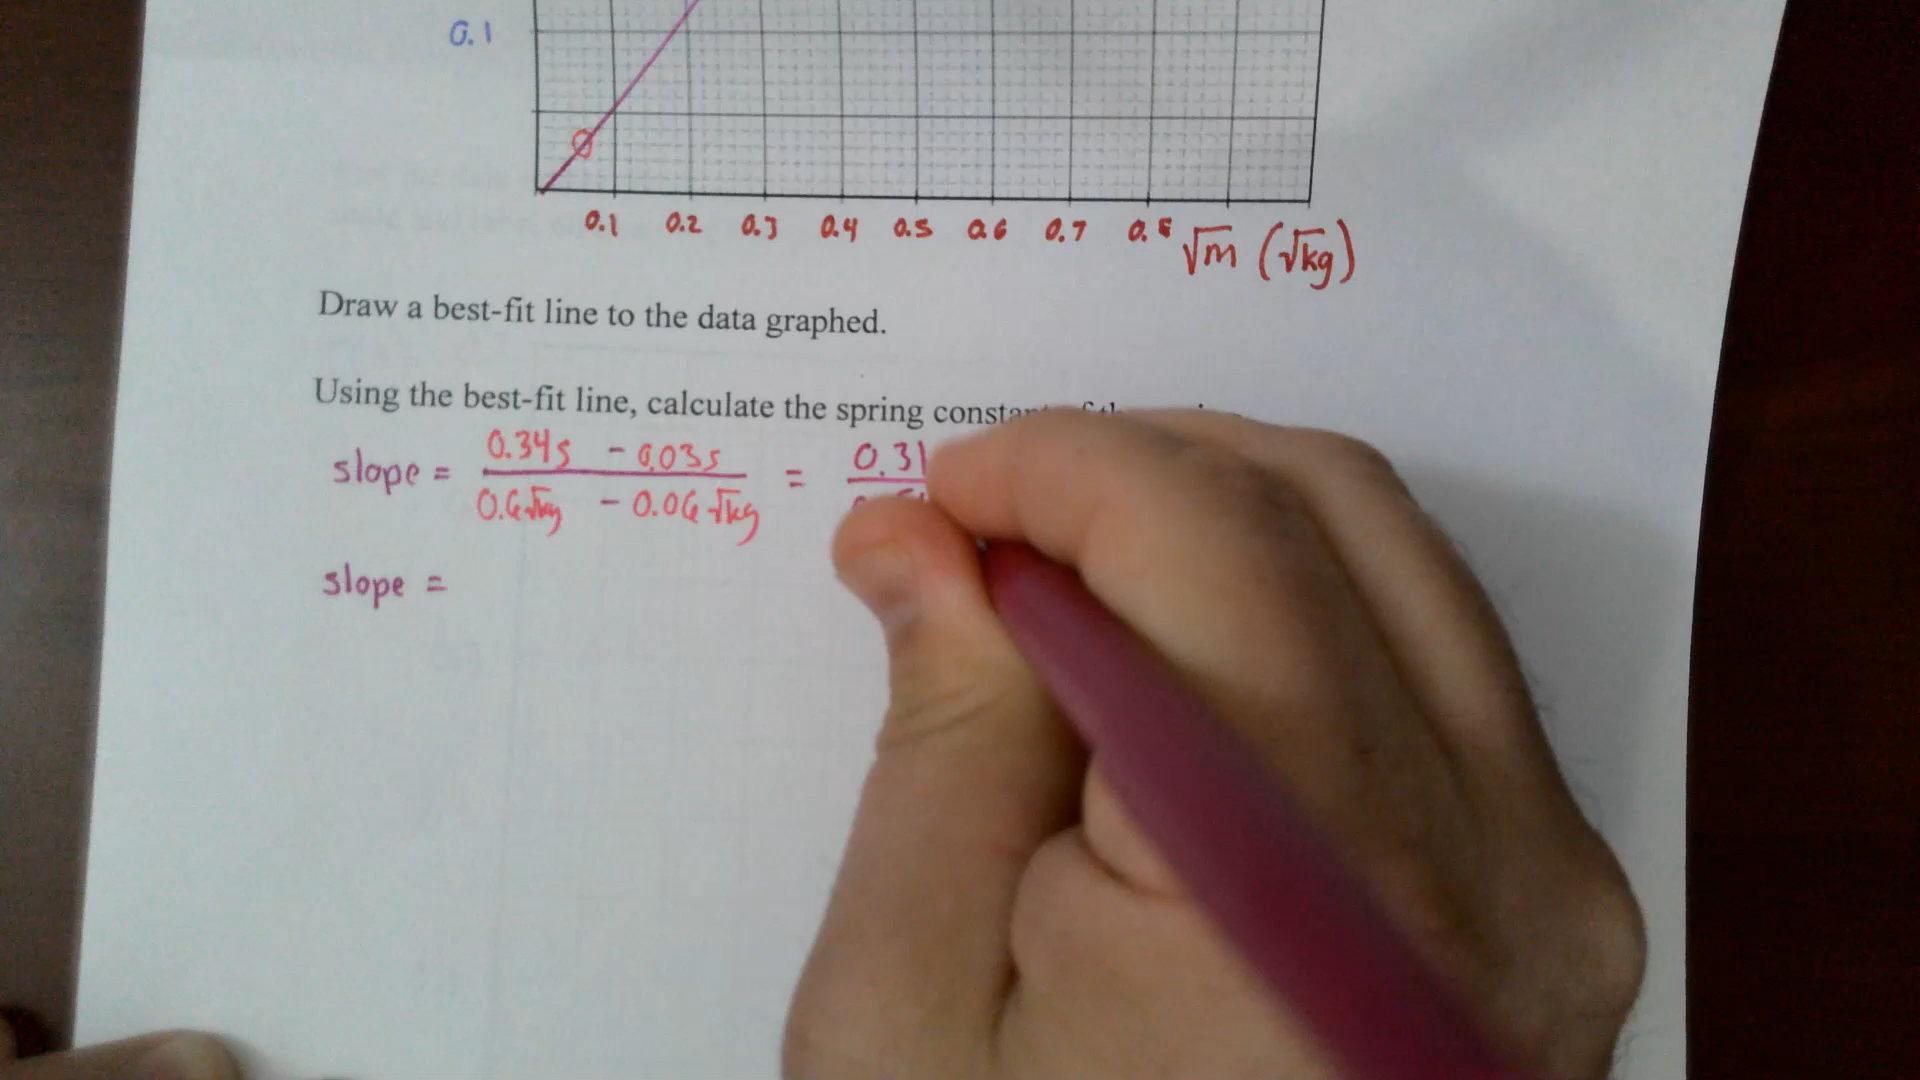 0.1
0.1 0.2 0.3 0.4 0.5 0.6 0.7 0.8 √m (√kg)
Draw a best-fit line to the data graphed.
Using the best-fit line, calculate the spring
slope = 0.34s - 0.03s / 0.6√kg - 0.06√kg = 0.31
slope =